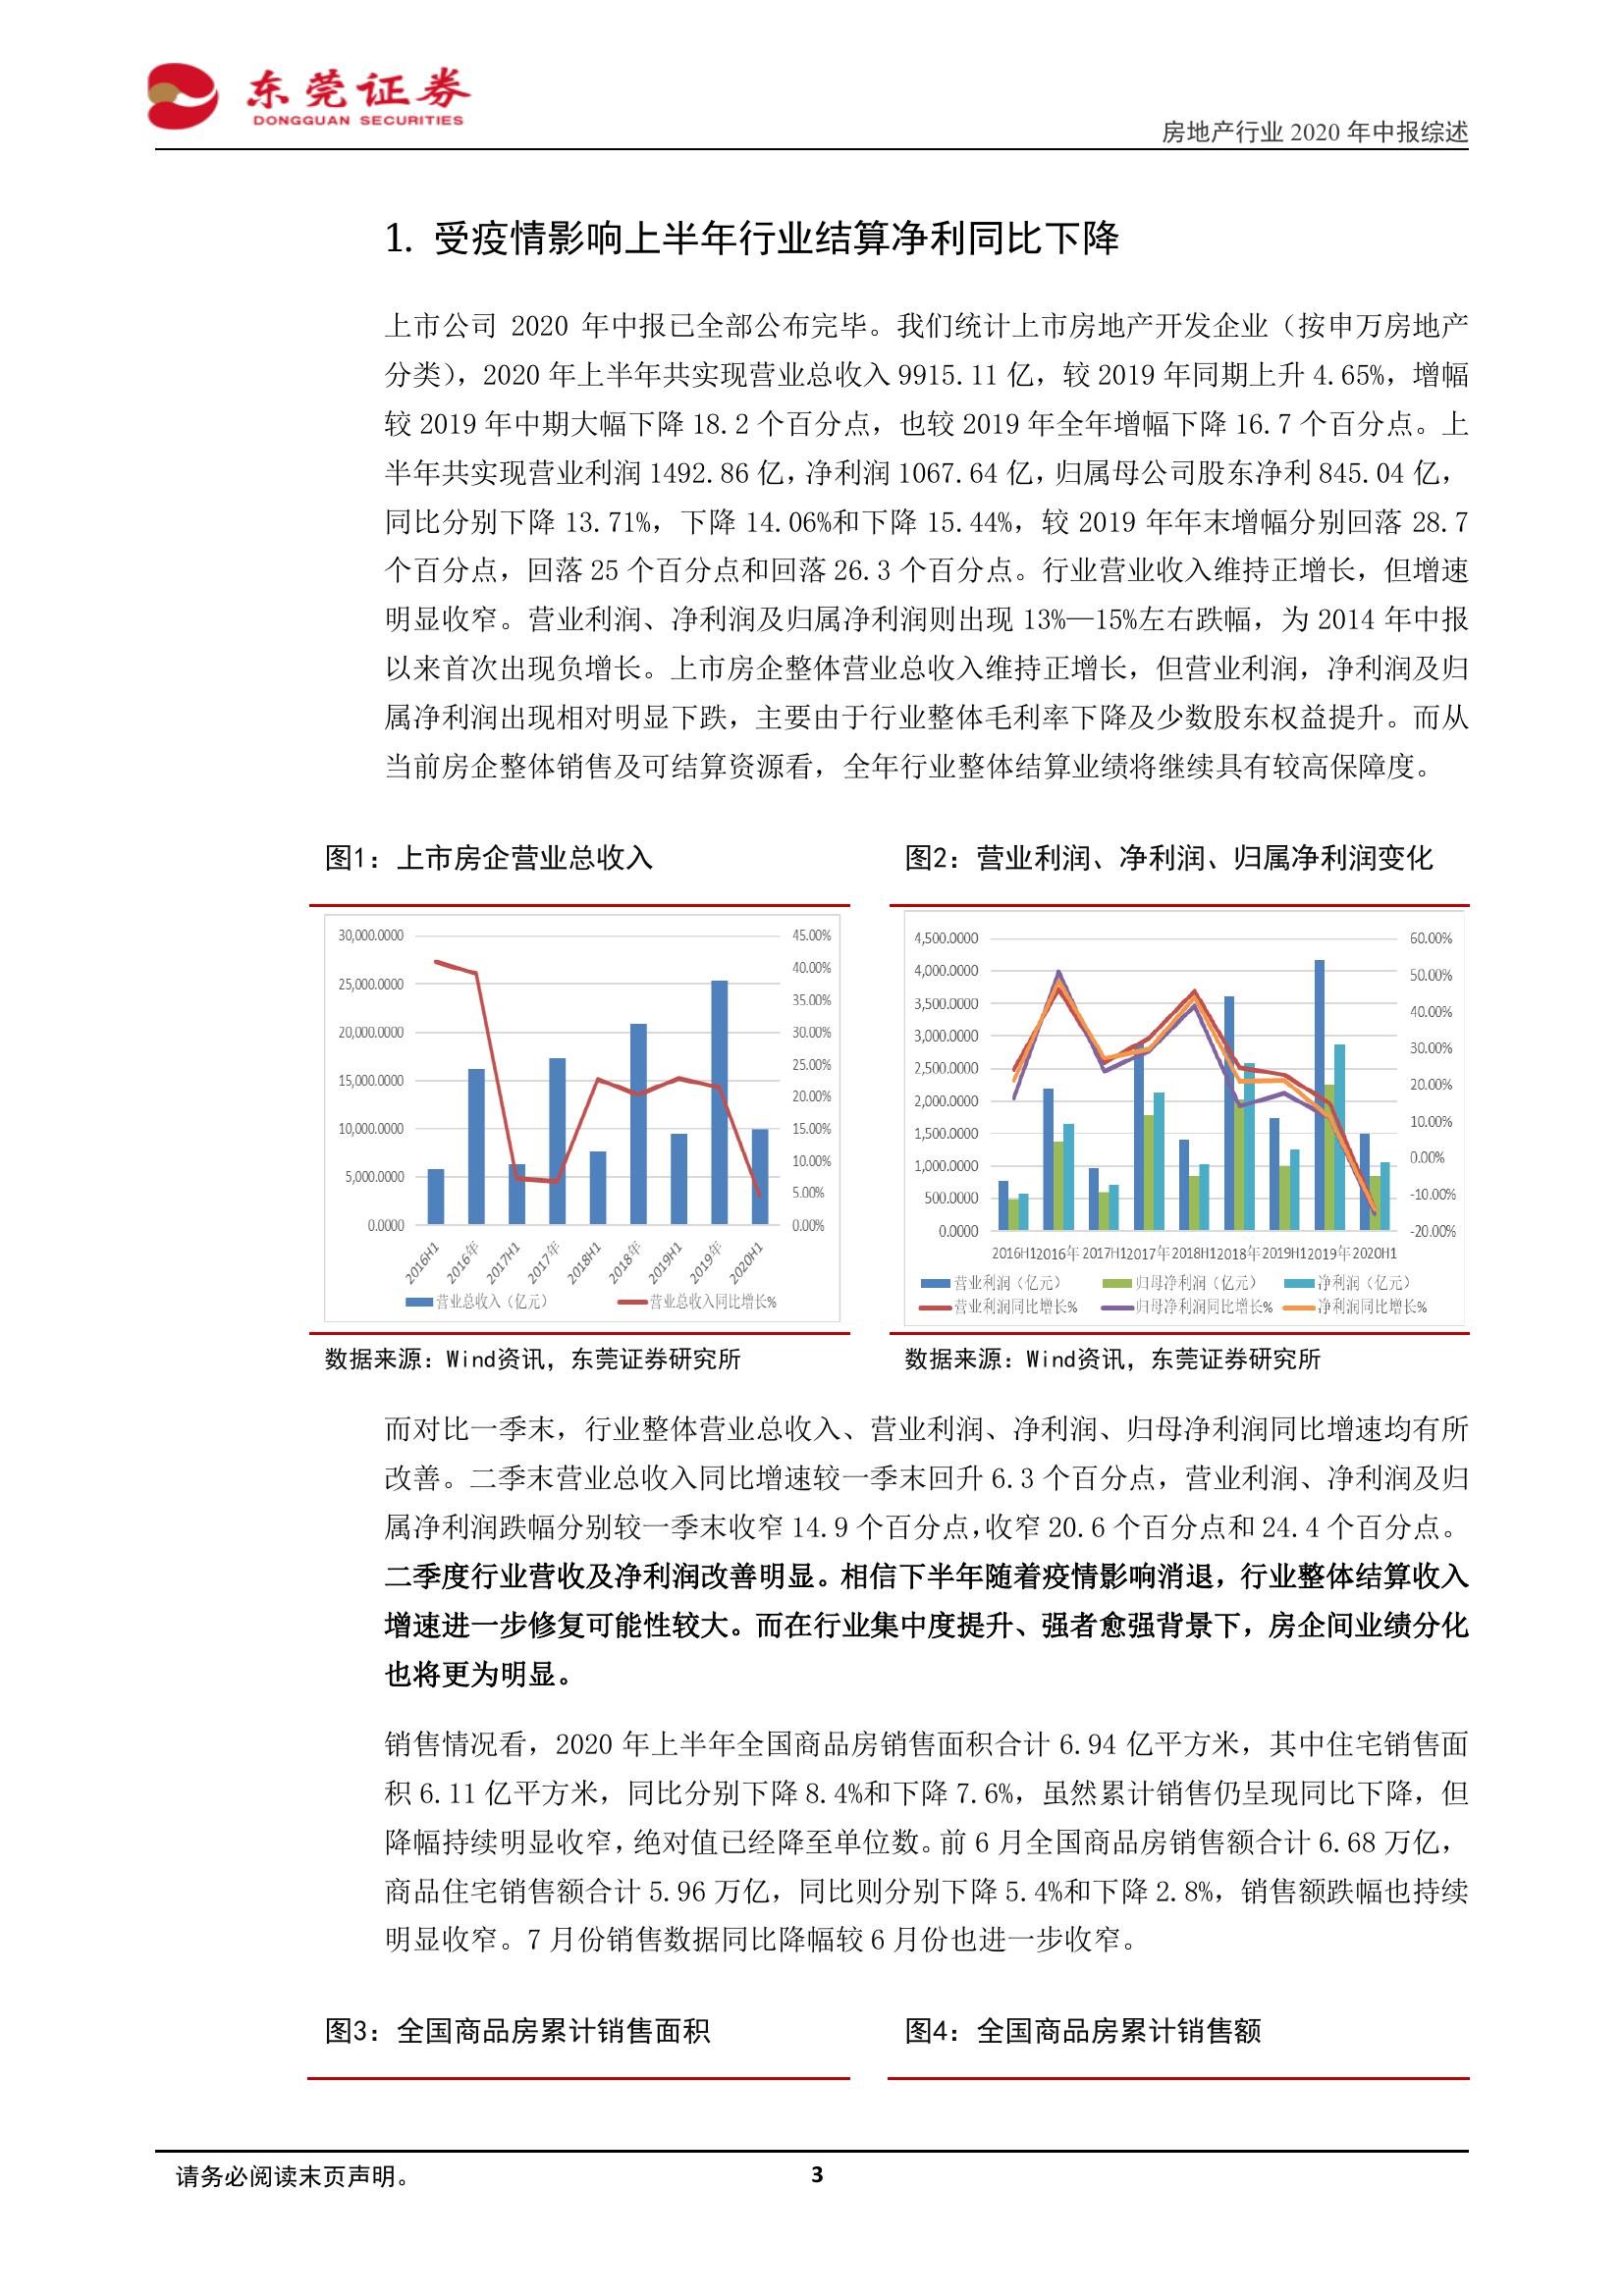 东莞证券
DONGGUAN SECURITIES
房地产行业 2020 年中报综述
1. 受疫情影响上半年行业结算净利同比下降
上市公司 2020 年中报已全部公布完毕。我们统计上市房地产开发企业（按申万房地产
分类），2020 年上半年共实现营业总收入 9915.11 亿，较 2019 年同期上升 4.65%，增幅
较 2019 年中期大幅下降 18.2 个百分点，也较 2019 年全年增幅下降 16.7 个百分点。上
半年共实现营业利润 1492.86 亿，净利润 1067.64 亿，归属母公司股东净利 845.04 亿，
同比分别下降 13.71%，下降 14.06%和下降 15.44%，较 2019 年年末增幅分别回落 28.7
个百分点，回落 25 个百分点和回落 26.3 个百分点。行业营业收入维持正增长，但增速
明显收窄。营业利润、净利润及归属净利润则出现 13%—15%左右跌幅，为 2014 年中报
以来首次出现负增长。上市房企整体营业总收入维持正增长，但营业利润，净利润及归
属净利润出现相对明显下跌，主要由于行业整体毛利率下降及少数股东权益提升。而从
当前房企整体销售及可结算资源看，全年行业整体结算业绩将继续具有较高保障度。
图1：上市房企营业总收入
30,000.0000
25,000.0000
20,000.0000
15,000.0000
10,000.0000
5,000.0000
0.0000
45.00%
40.00%
35.00%
30.00%
25.00%
20.00%
15.00%
10.00%
5.00%
0.00%
2016H1 2016年 2017H1 2017年 2018H1 2018年 2019H1 2019年 2020H1
营业总收入（亿元） 营业总收入同比增长%
数据来源：Wind资讯，东莞证券研究所
图2：营业利润、净利润、归属净利润变化
4,500.0000
4,000.0000
3,500.0000
3,000.0000
2,500.0000
2,000.0000
1,500.0000
1,000.0000
500.0000
0.0000
60.00%
50.00%
40.00%
30.00%
20.00%
10.00%
0.00%
-10.00%
-20.00%
2016H1 2016年 2017H1 2017年 2018H1 2018年 2019H1 2019年 2020H1
营业利润（亿元） 归母净利润（亿元） 净利润（亿元）
营业利润同比增长% 归母净利润同比增长% 净利润同比增长%
数据来源：Wind资讯，东莞证券研究所
而对比一季末，行业整体营业总收入、营业利润、净利润、归母净利润同比增速均有所
改善。二季末营业总收入同比增速较一季末回升 6.3 个百分点，营业利润、净利润及归
属净利润跌幅分别较一季末收窄 14.9 个百分点，收窄 20.6 个百分点和 24.4 个百分点。
二季度行业营收及净利润改善明显。相信下半年随着疫情影响消退，行业整体结算收入
增速进一步修复可能性较大。而在行业集中度提升、强者愈强背景下，房企间业绩分化
也将更为明显。
销售情况看，2020 年上半年全国商品房销售面积合计 6.94 亿平方米，其中住宅销售面
积 6.11 亿平方米，同比分别下降 8.4%和下降 7.6%，虽然累计销售仍呈现同比下降，但
降幅持续明显收窄，绝对值已经降至单位数。前 6 月全国商品房销售额合计 6.68 万亿，
商品住宅销售额合计 5.96 万亿，同比则分别下降 5.4%和下降 2.8%，销售额跌幅也持续
明显收窄。7 月份销售数据同比降幅较 6 月份也进一步收窄。
图3：全国商品房累计销售面积
图4：全国商品房累计销售额
请务必阅读末页声明。
3